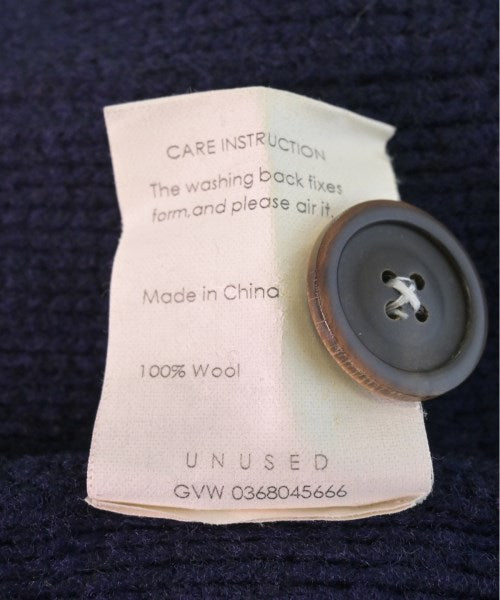 CARE INSTRUCTION
The washing back fixes
form,and please air it.
Made in China
100% Wool
UNUSED
GVW 0368045666